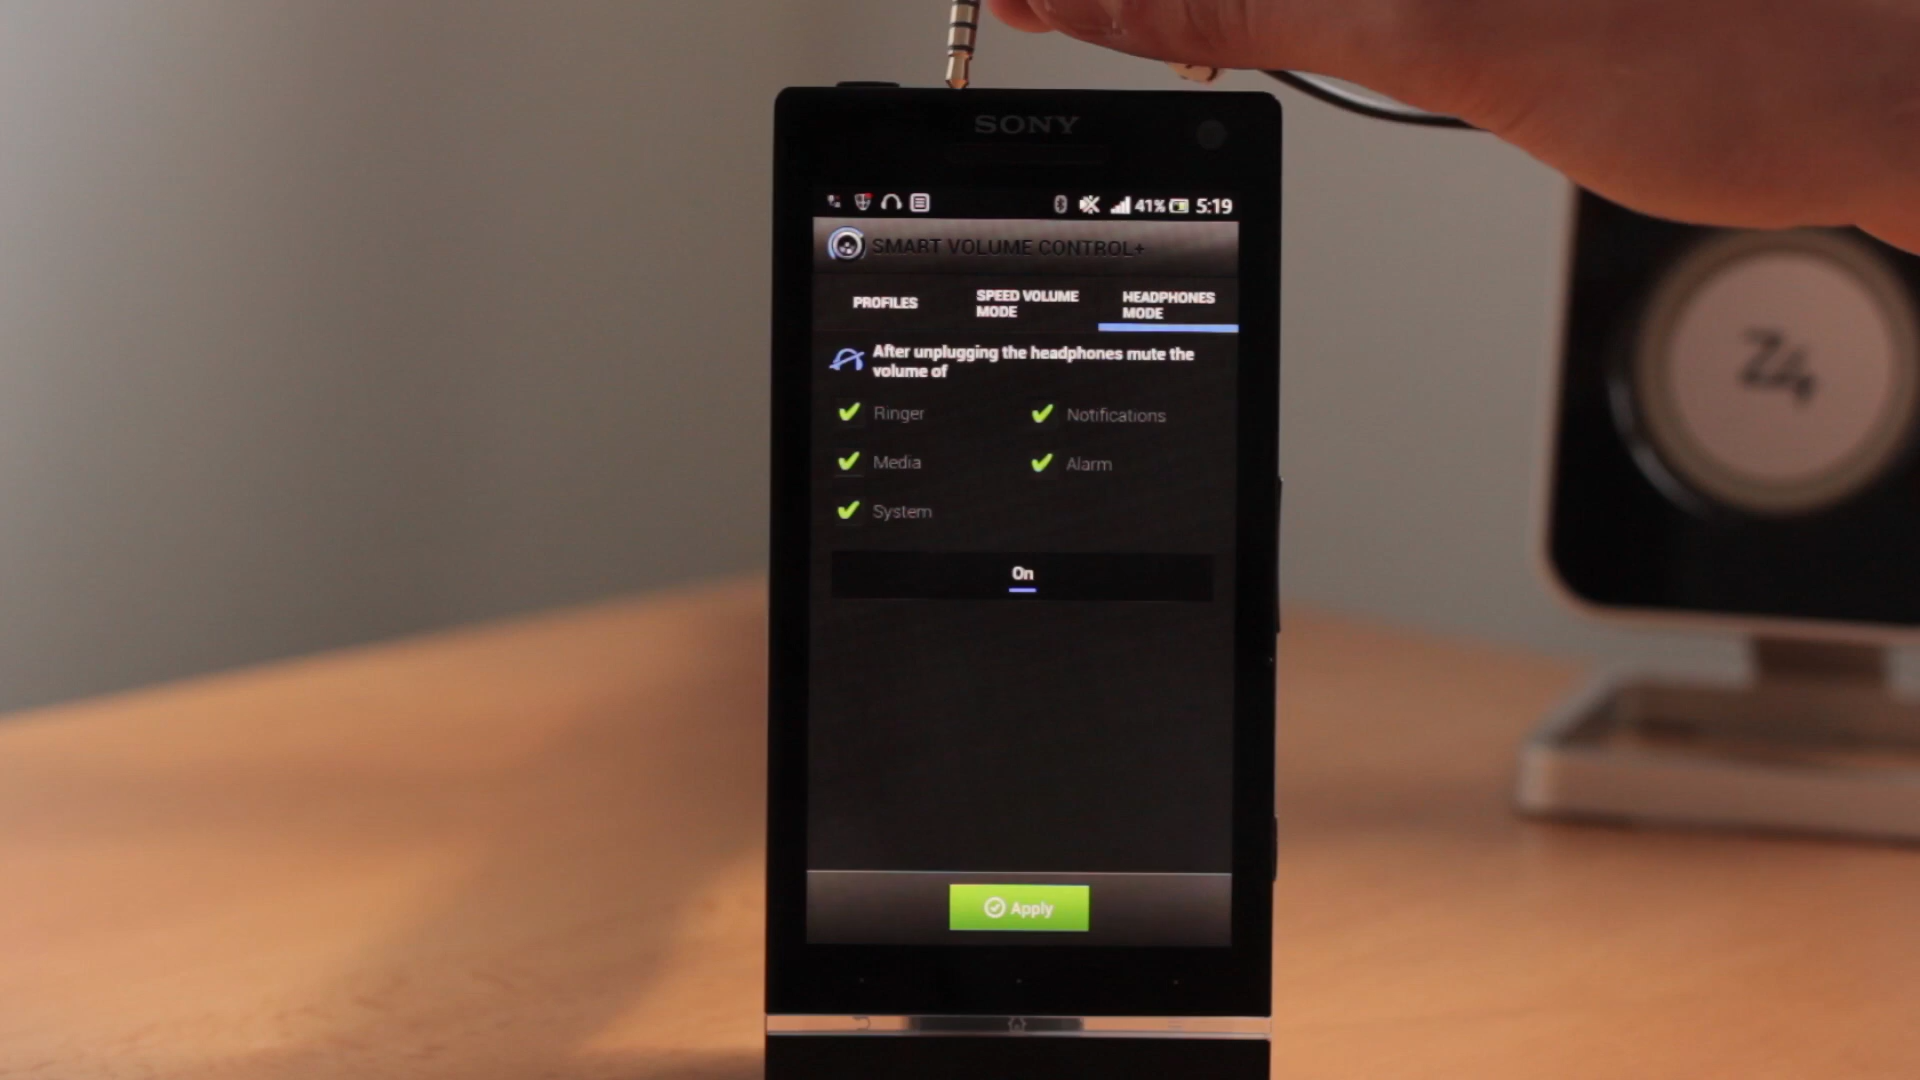 SONY
41% 5:19
SMART VOLUME CONTROL+
PROFILES
SPEED VOLUME
MODE
HEADPHONES
MODE
After unplugging the headphones mute the
volume of
Ringer
Notifications
Media
Alarm
System
On
Apply
Z4